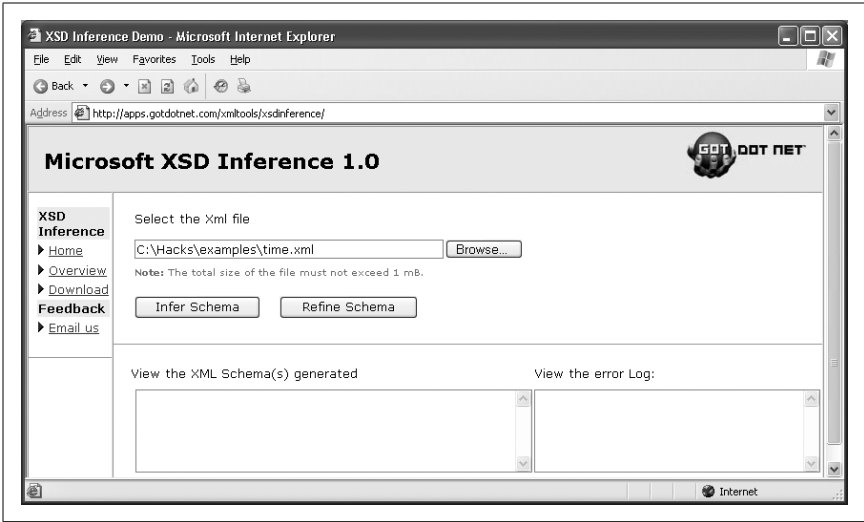 XSD Inference Demo - Microsoft Internet Explorer
File Edit View Favorites Tools Help
Back
Address http://apps.gotdotnet.com/xmltools/xsdinference/
Microsoft XSD Inference 1.0
GOT DOT NET
XSD
Inference
Home
Overview
Download
Feedback
Email us
Select the Xml file
C:\Hacks\examples\time.xml Browse...
Note: The total size of the file must not exceed 1 mB.
Infer Schema Refine Schema
View the XML Schema(s) generated View the error Log:
Internet